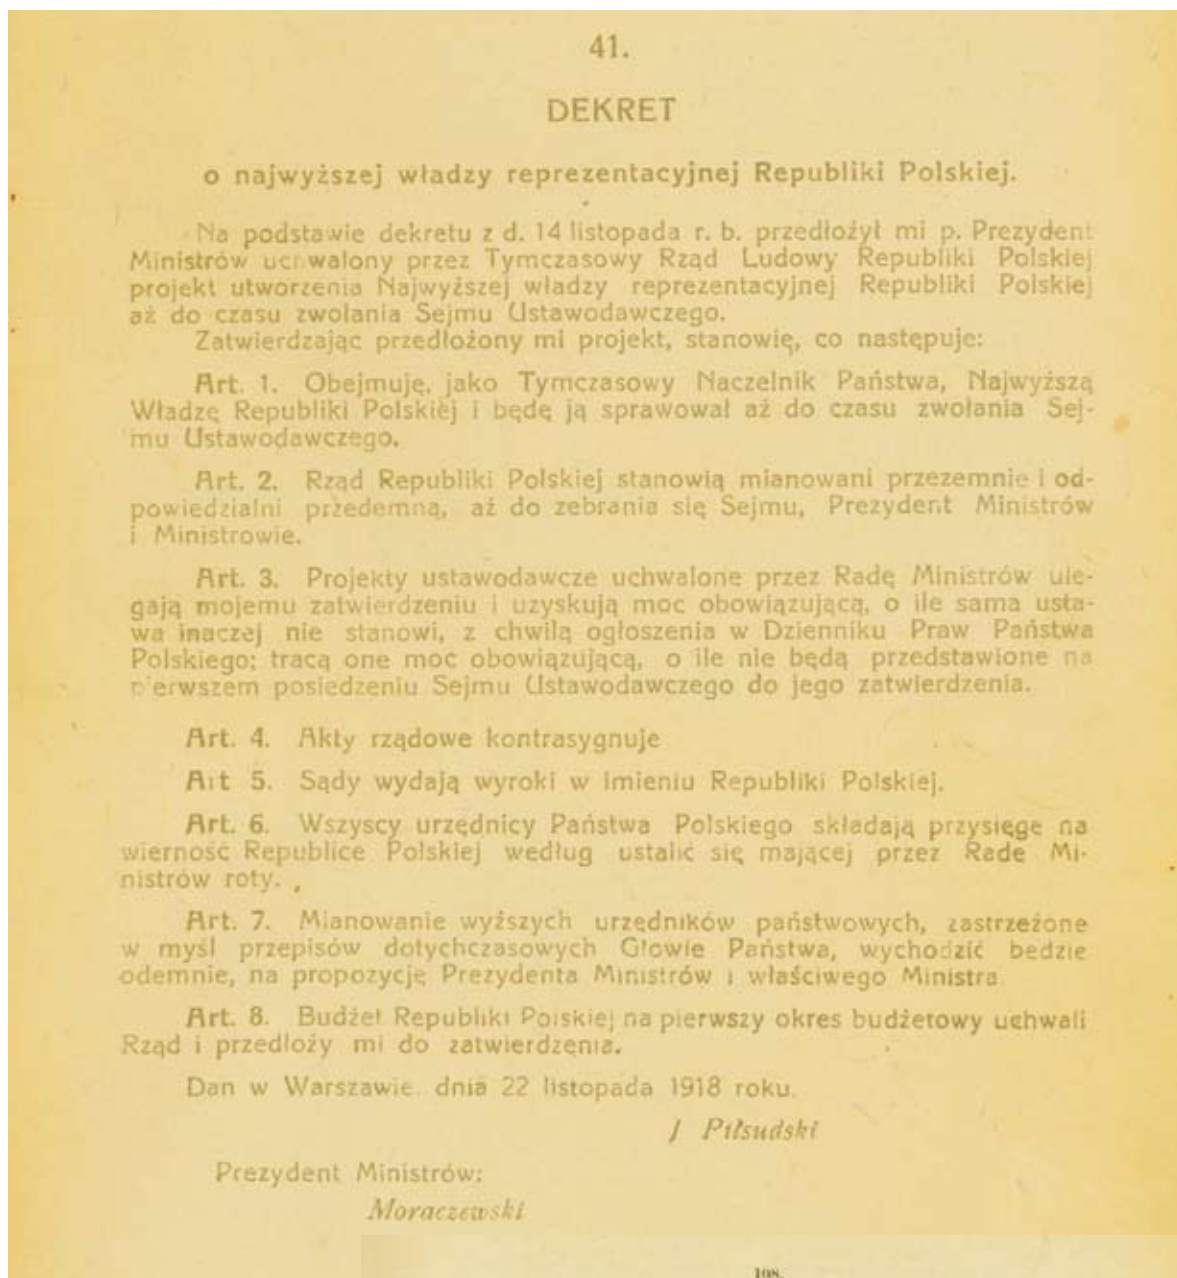 41.
DEKRET
o najwyższej władzy reprezentacyjnej Republiki Polskiej.
Na podstawie dekretu z d. 14 listopada r. b. przedłożył mi p. Prezydent
Ministrów uchwalony przez Tymczasowy Rząd Ludowy Republiki Polskiej
projekt utworzenia Najwyższej władzy reprezentacyjnej Republiki Polskiej
aż do czasu zwołania Sejmu Ustawodawczego.
Zatwierdzając przedłożony mi projekt, stanowię, co następuje:
Art. 1. Obejmuję, jako Tymczasowy Naczelnik Państwa, Najwyższą
Władzę Republiki Polskiej i będę ją sprawował aż do czasu zwołania Sej-
mu Ustawodawczego.
Art. 2. Rząd Republiki Polskiej stanowią mianowani przezemnie i od-
powiedzialni przedemną, aż do zebrania się Sejmu, Prezydent Ministrów
i Ministrowie.
Art. 3. Projekty ustawodawcze uchwalone przez Radę Ministrów ule-
gają mojemu zatwierdzeniu i uzyskują moc obowiązującą, o ile sama usta-
wa inaczej nie stanowi, z chwilą ogłoszenia w Dzienniku Praw Państwa
Polskiego; tracą one moc obowiązującą, o ile nie będą przedstawione na
pierwszem posiedzeniu Sejmu Ustawodawczego do jego zatwierdzenia.
Art. 4. Akty rządowe kontrasygnuje
Art 5. Sądy wydają wyroki w imieniu Republiki Polskiej.
Art. 6. Wszyscy urzędnicy Państwa Polskiego składają przysięge na
wierność Republice Polskiej według ustalić się mającej przez Rade Mi-
nistrów roty.
Art. 7. Mianowanie wyższych urzędników państwowych, zastrzeżone
w myśl przepisów dotychczasowych Głowie Państwa, wychodzić bedzie
odemnie, na propozycję Prezydenta Ministrów i właściwego Ministra
Art. 8. Budżet Republiki Polskiej na pierwszy okres budżetowy uchwali
Rząd i przedłoży mi do zatwierdzenia.
Dan w Warszawie. dnia 22 listopada 1918 roku.
J Piłsudski
Prezydent Ministrów:
Moraczewski
108.